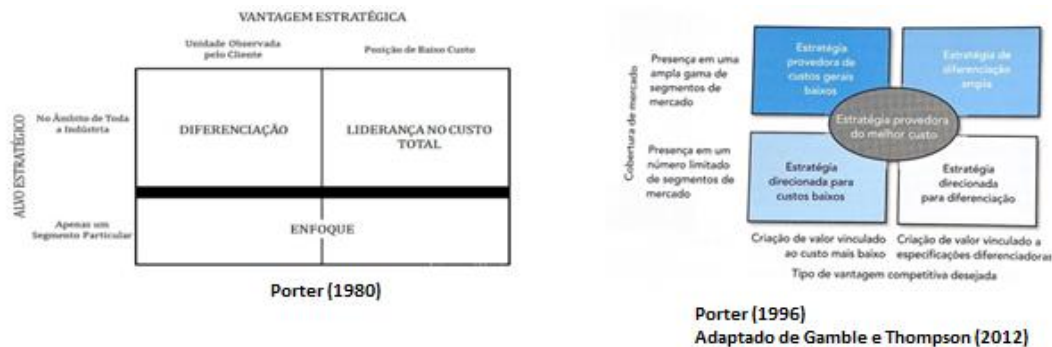 VANTAGEM ESTRATÉGICA
Unidade Observada
pelo Cliente
Posição de Baixo Custo
ALVO ESTRATÉGICO
No Âmbito de Toda
a Indústria
DIFERENCIAÇÃO
LIDERANÇA NO CUSTO
TOTAL
Apenas um
Segmento Particular
ENFOQUE
Porter (1980)
Cobertura de mercado
Presença em uma
ampla gama de
segmentos de
mercado
Estratégia
provedora de
custos gerais
baixos
Estratégia de
diferenciação
ampla
Estratégia provedora
do melhor custo
Presença em um
número limitado
de segmentos de
mercado
Estratégia
direcionada para
custos baixos
Estratégia
direcionada
para diferenciação
Criação de valor vinculado
ao custo mais baixo
Criação de valor vinculado a
especificações diferenciadoras
Tipo de vantagem competitiva desejada
Porter (1996)
Adaptado de Gamble e Thompson (2012)